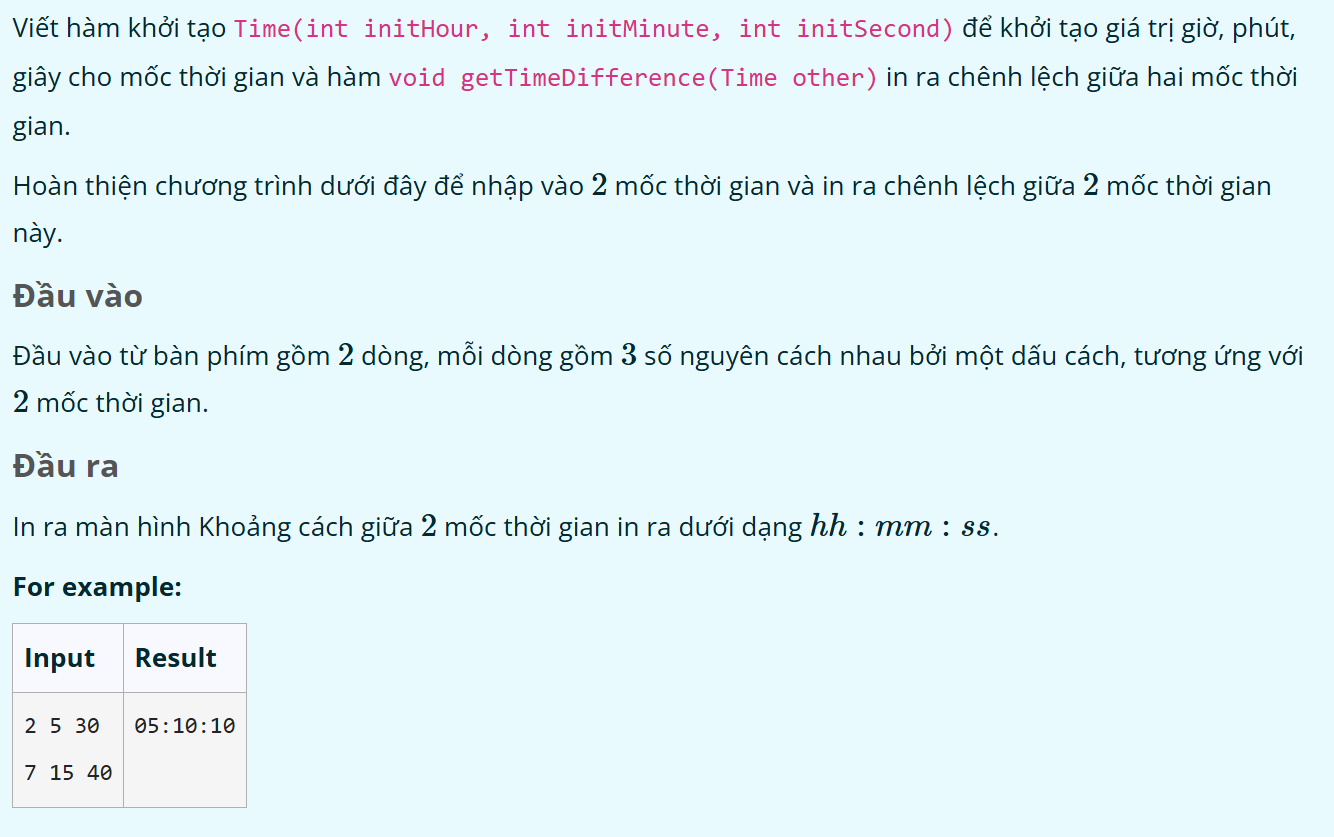 Viết hàm khởi tạo Time(int initHour, int initMinute, int initSecond) để khởi tạo giá trị giờ, phút,
giây cho mốc thời gian và hàm void getTimeDifference(Time other) in ra chênh lệch giữa hai mốc thời
gian.
Hoàn thiện chương trình dưới đây để nhập vào 2 mốc thời gian và in ra chênh lệch giữa 2 mốc thời gian
này.
Đầu vào
Đầu vào từ bàn phím gồm 2 dòng, mỗi dòng gồm 3 số nguyên cách nhau bởi một dấu cách, tương ứng với
2 mốc thời gian.
Đầu ra
In ra màn hình Khoảng cách giữa 2 mốc thời gian in ra dưới dạng hh : mm : ss.
For example:
Input Result
2 5 30 05:10:10
7 15 40